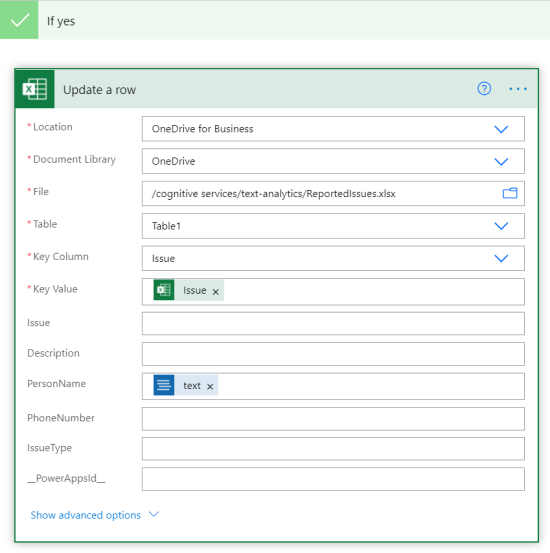 If yes
Update a row
* Location
OneDrive for Business
* Document Library
OneDrive
* File
/cognitive services/text-analytics/ReportedIssues.xlsx
* Table
Table1
* Key Column
Issue
* Key Value
Issue x
Issue
Description
PersonName
text x
PhoneNumber
IssueType
__PowerAppsId__
Show advanced options